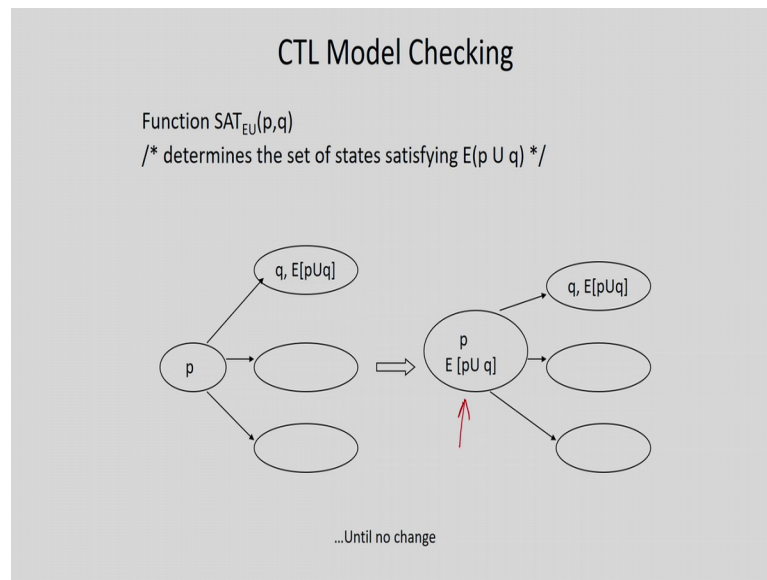 CTL Model Checking
Function SAT_EU(p,q)
/* determines the set of states satisfying E(p U q) */
q, E[pUq]
p
q, E[pUq]
p
E [pU q]
...Until no change